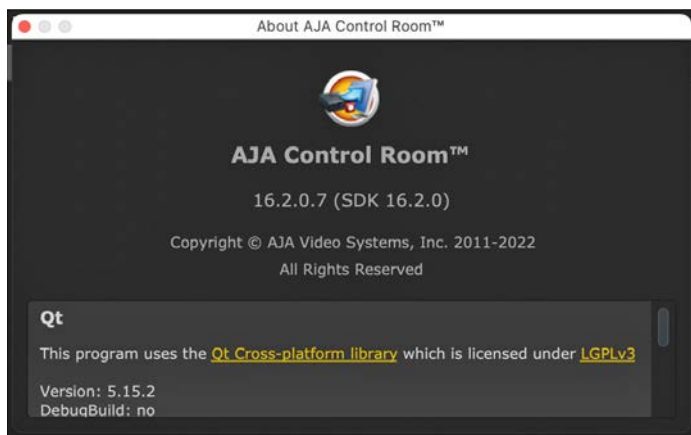 About AJA Control Room™
AJA Control Room™
16.2.0.7 (SDK 16.2.0)
Copyright © AJA Video Systems, Inc. 2011-2022
All Rights Reserved
Qt
This program uses the Qt Cross-platform library which is licensed under LGPLv3
Version: 5.15.2
DebugBuild: no